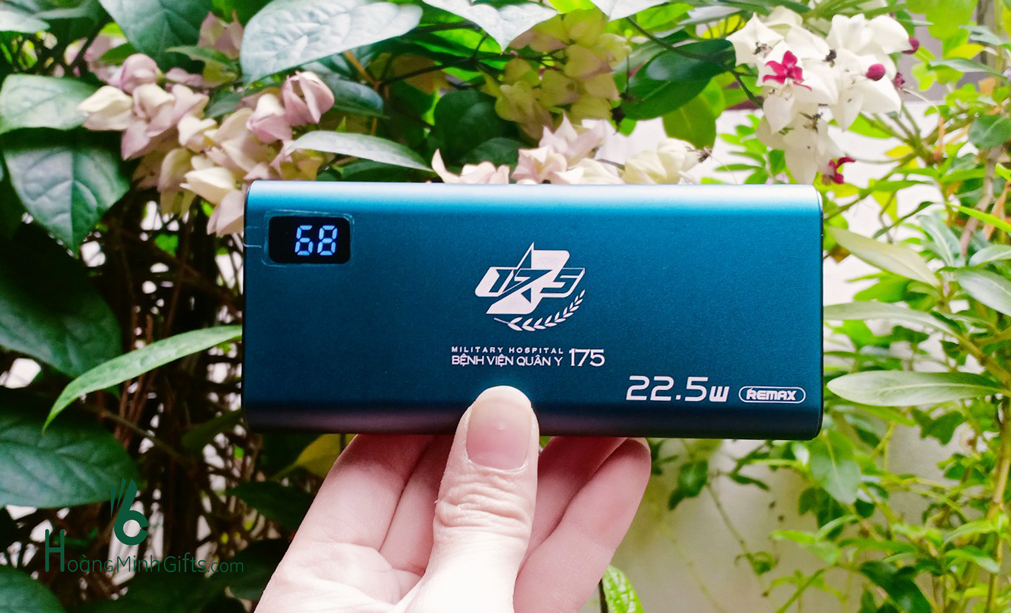 68
175
MILITARY HOSPITAL
BỆNH VIỆN QUÂN Y 175
22.5W REMAX
HoàngMinhGifts.com